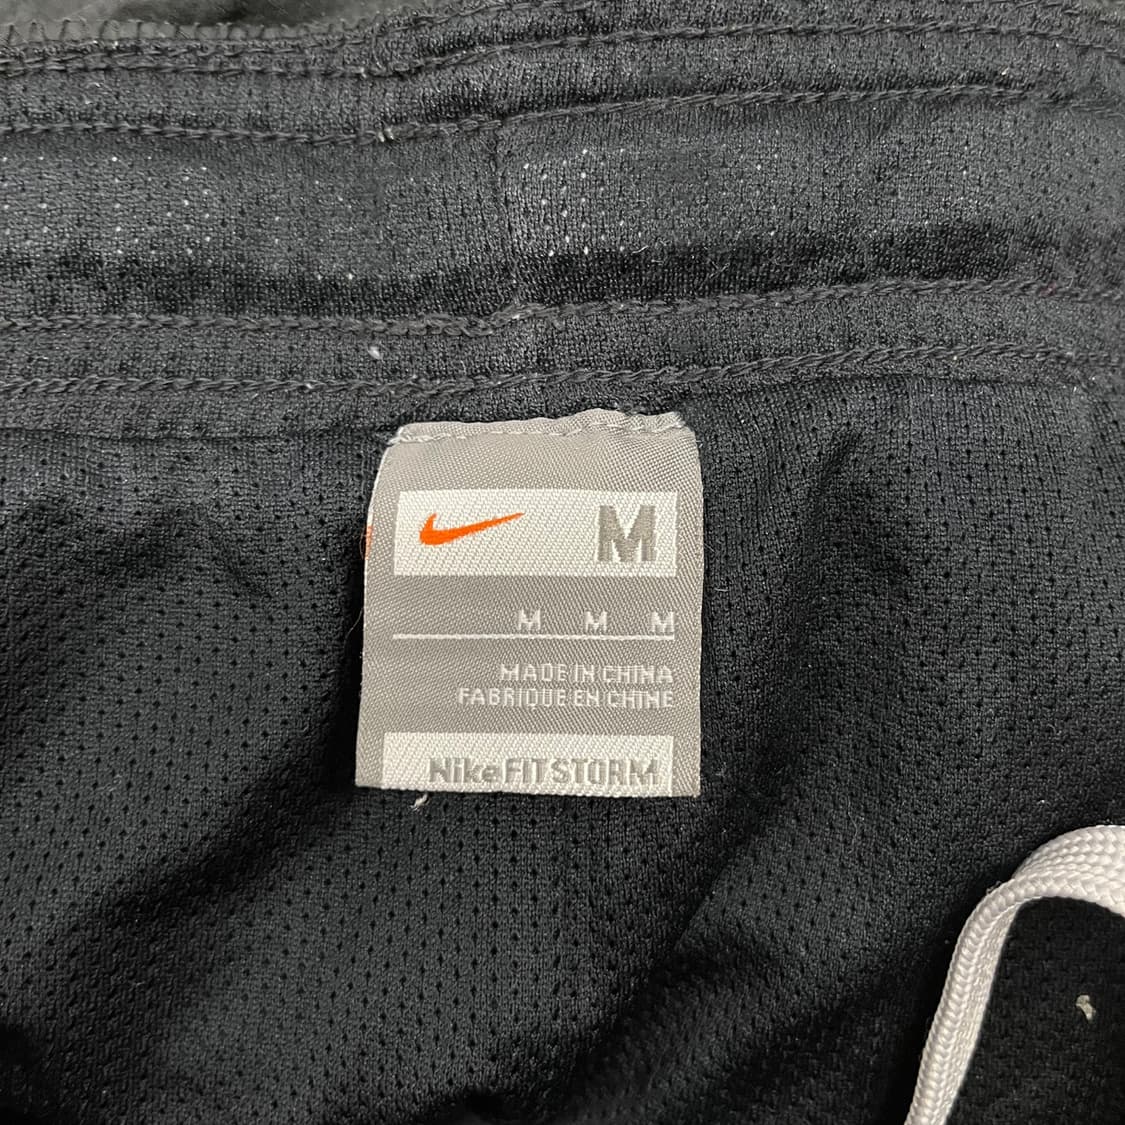 M
M M M
MADE IN CHINA
FABRIQUE EN CHINE
NikeFITSTORM